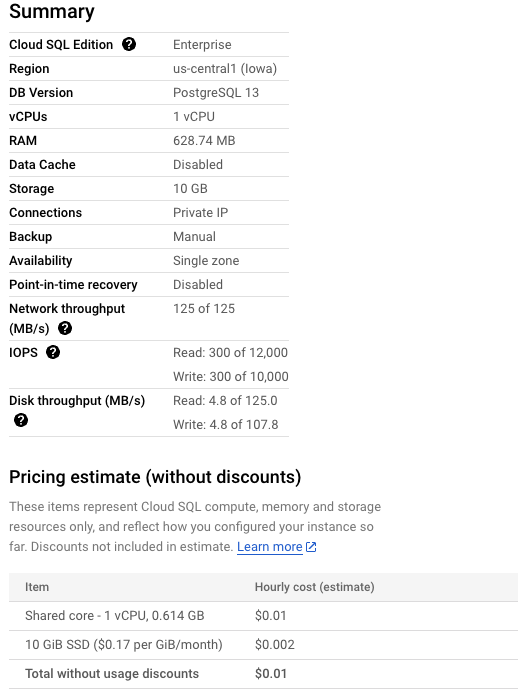 Summary
Cloud SQL Edition ? Enterprise
Region us-central1 (Iowa)
DB Version PostgreSQL 13
vCPUs 1 vCPU
RAM 628.74 MB
Data Cache Disabled
Storage 10 GB
Connections Private IP
Backup Manual
Availability Single zone
Point-in-time recovery Disabled
Network throughput 125 of 125
(MB/s) ?
IOPS ? Read: 300 of 12,000
Write: 300 of 10,000
Disk throughput (MB/s) Read: 4.8 of 125.0
? Write: 4.8 of 107.8
Pricing estimate (without discounts)
These items represent Cloud SQL compute, memory and storage
resources only, and reflect how you configured your instance so
far. Discounts not included in estimate. Learn more
Item Hourly cost (estimate)
Shared core - 1 vCPU, 0.614 GB $0.01
10 GiB SSD ($0.17 per GiB/month) $0.002
Total without usage discounts $0.01